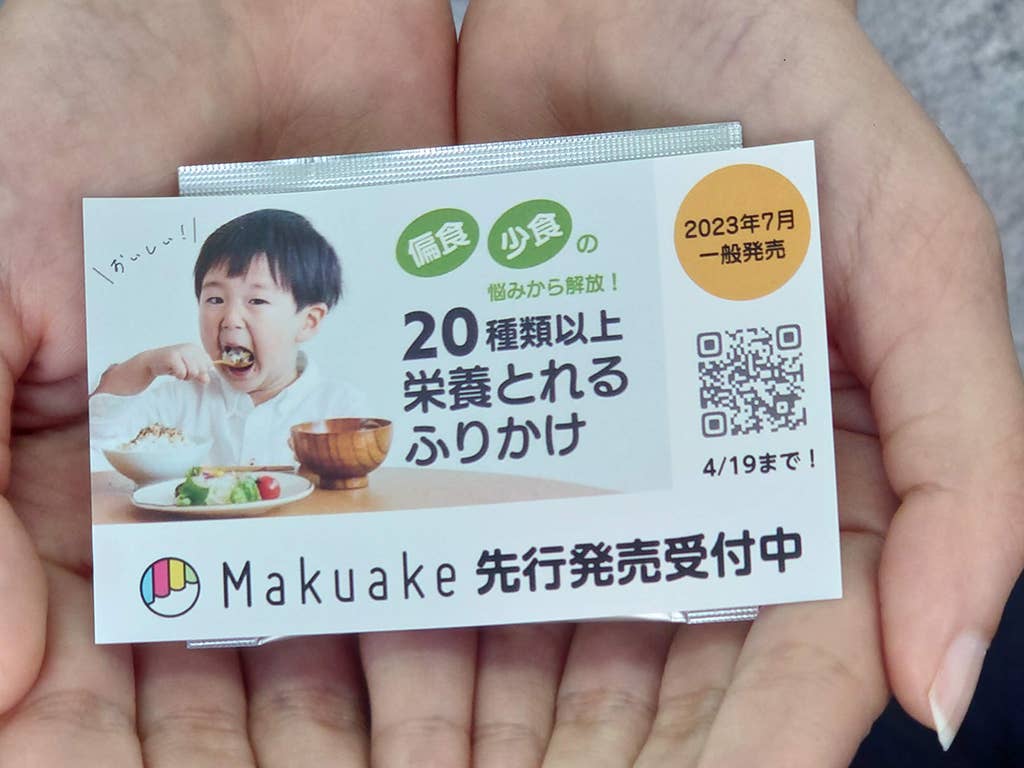 \おいしい!/
偏食 少食の
悩みから解放！
20種類以上
栄養とれる
ふりかけ
2023年7月
一般発売
4/19まで！
Makuake 先行発売受付中